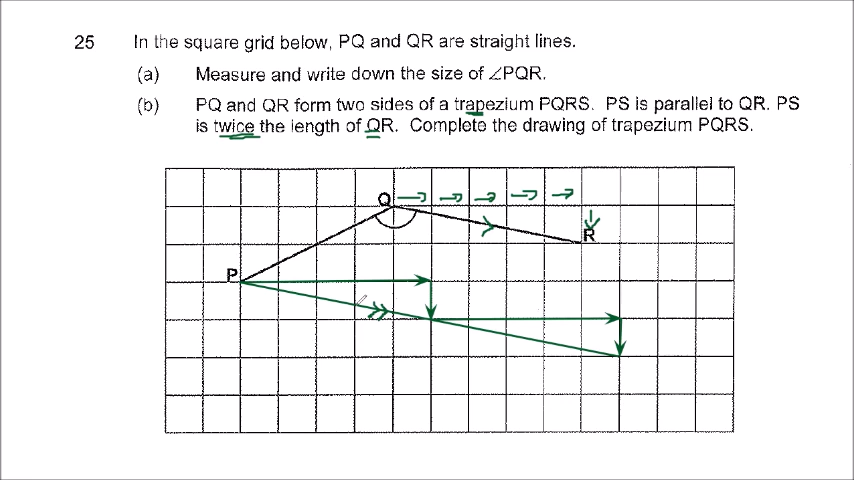 25 In the square grid below, PQ and QR are straight lines.
(a) Measure and write down the size of ∠PQR.
(b) PQ and QR form two sides of a trapezium PQRS. PS is parallel to QR. PS
is twice the length of QR. Complete the drawing of trapezium PQRS.
Q
R
P